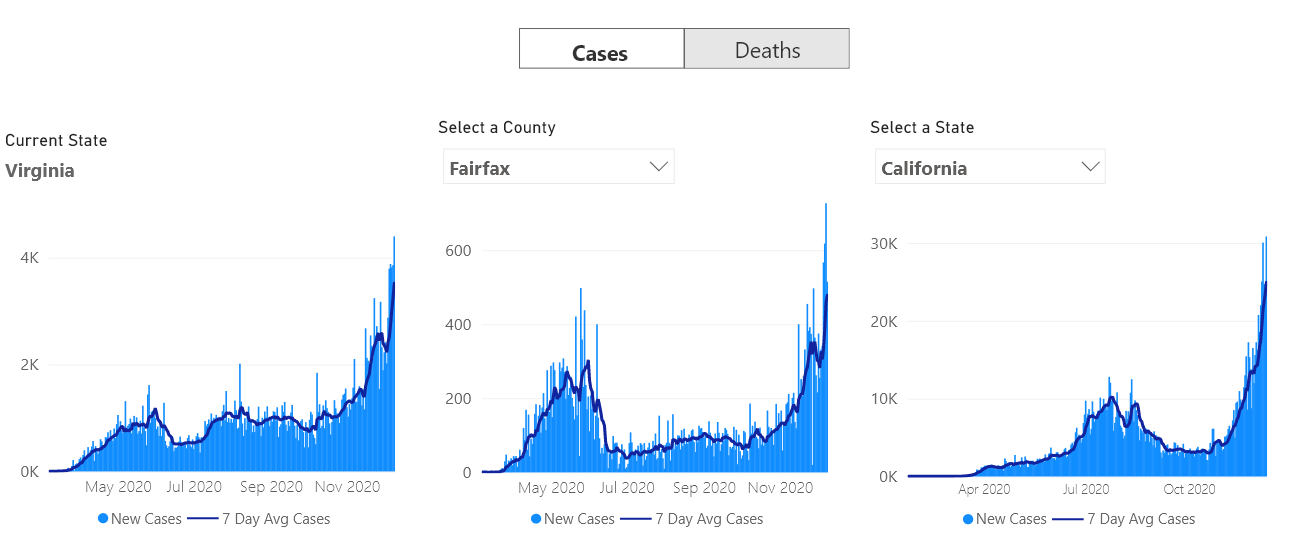 Cases Deaths
Current State
Virginia
Select a County
Fairfax
Select a State
California
4K
2K
0K
May 2020 Jul 2020 Sep 2020 Nov 2020
New Cases 7 Day Avg Cases
600
400
200
0
May 2020 Jul 2020 Sep 2020 Nov 2020
New Cases 7 Day Avg Cases
30K
20K
10K
0K
Apr 2020 Jul 2020 Oct 2020
New Cases 7 Day Avg Cases